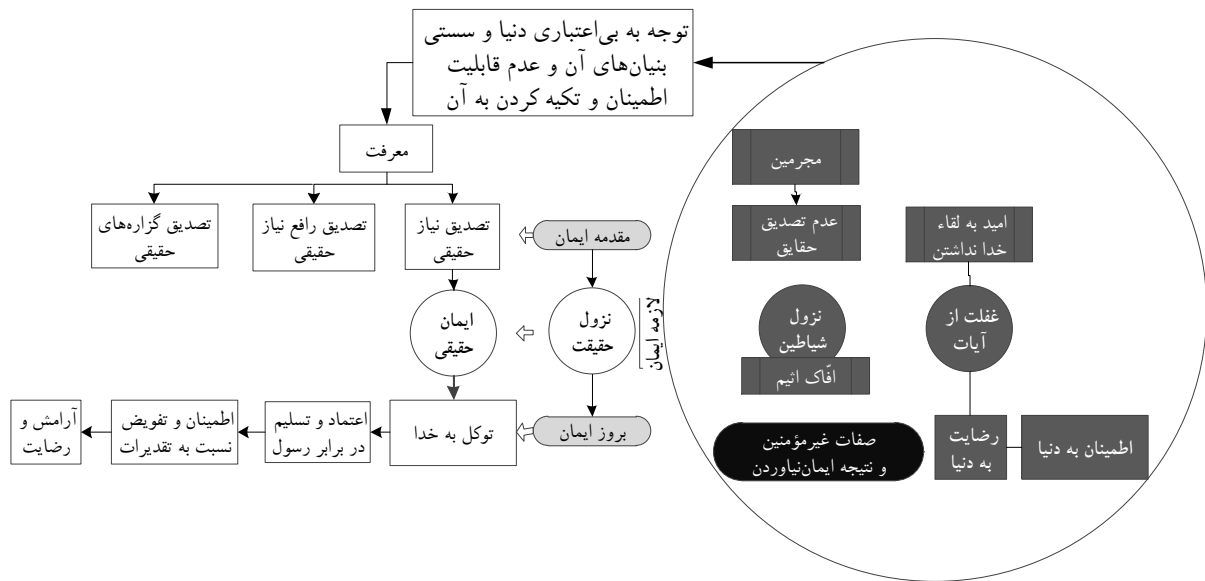 توجه به بی‌اعتباری دنیا و سستی
بنیان‌های آن و عدم قابلیت
اطمینان و تکیه کردن به آن
معرفت
تصدیق نیاز
حقیقی
تصدیق رافع نیاز
حقیقی
تصدیق گزاره‌های
حقیقی
مقدمه ایمان
نزول
حقیقت
لازمه ایمان
ایمان
حقیقی
بروز ایمان
توکل به خدا
اعتماد و تسلیم
در برابر رسول
اطمینان و تفویض
نسبت به تقدیرات
آرامش و
رضایت
مجرمین
عدم تصدیق
حقایق
امید به لقاء
خدا نداشتن
نزول
شیاطین
افّاک اثیم
غفلت از
آیات
صفات غیرمؤمنین
و نتیجه ایمان‌نیاوردن
رضایت
به دنیا
اطمینان به دنیا